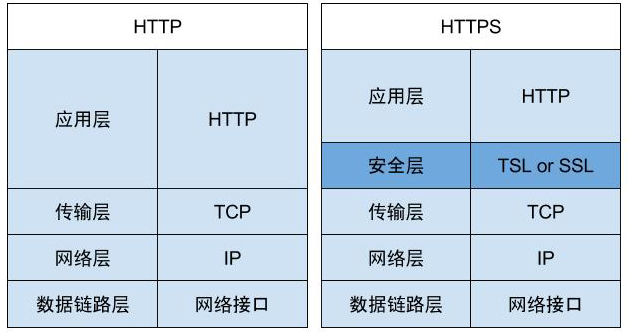 HTTP
应用层 HTTP
传输层 TCP
网络层 IP
数据链路层 网络接口
HTTPS
应用层 HTTP
安全层 TSL or SSL
传输层 TCP
网络层 IP
数据链路层 网络接口